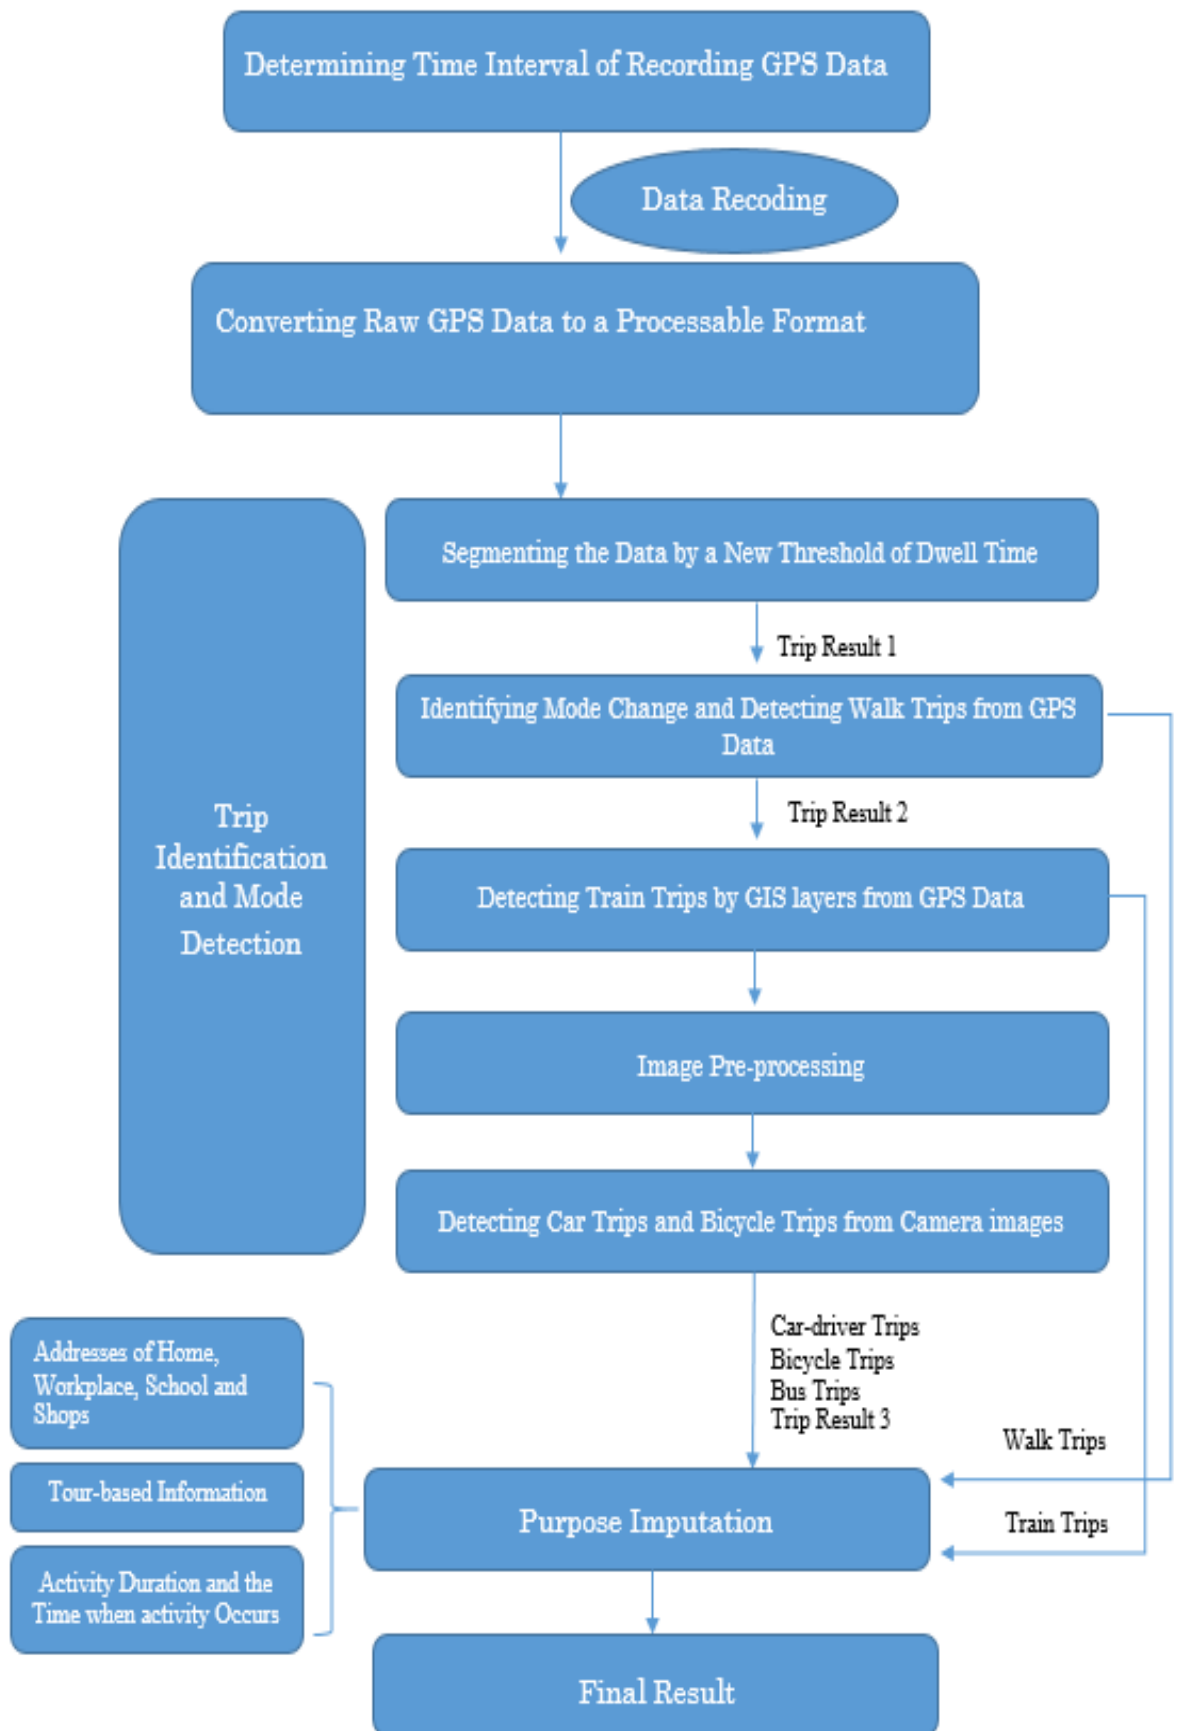 Determining Time Interval of Recording GPS Data
Data Recoding
Converting Raw GPS Data to a Processable Format
Segmenting the Data by a New Threshold of Dwell Time
Trip Result 1
Identifying Mode Change and Detecting Walk Trips from GPS
Data
Trip Result 2
Trip
Identification
and Mode
Detection
Detecting Train Trips by GIS layers from GPS Data
Image Pre-processing
Detecting Car Trips and Bicycle Trips from Camera images
Car-driver Trips
Bicycle Trips
Bus Trips
Trip Result 3
Addresses of Home,
Workplace, School and
Shops
Tour-based Information
Activity Duration and the
Time when activity Occurs
Walk Trips
Train Trips
Purpose Imputation
Final Result